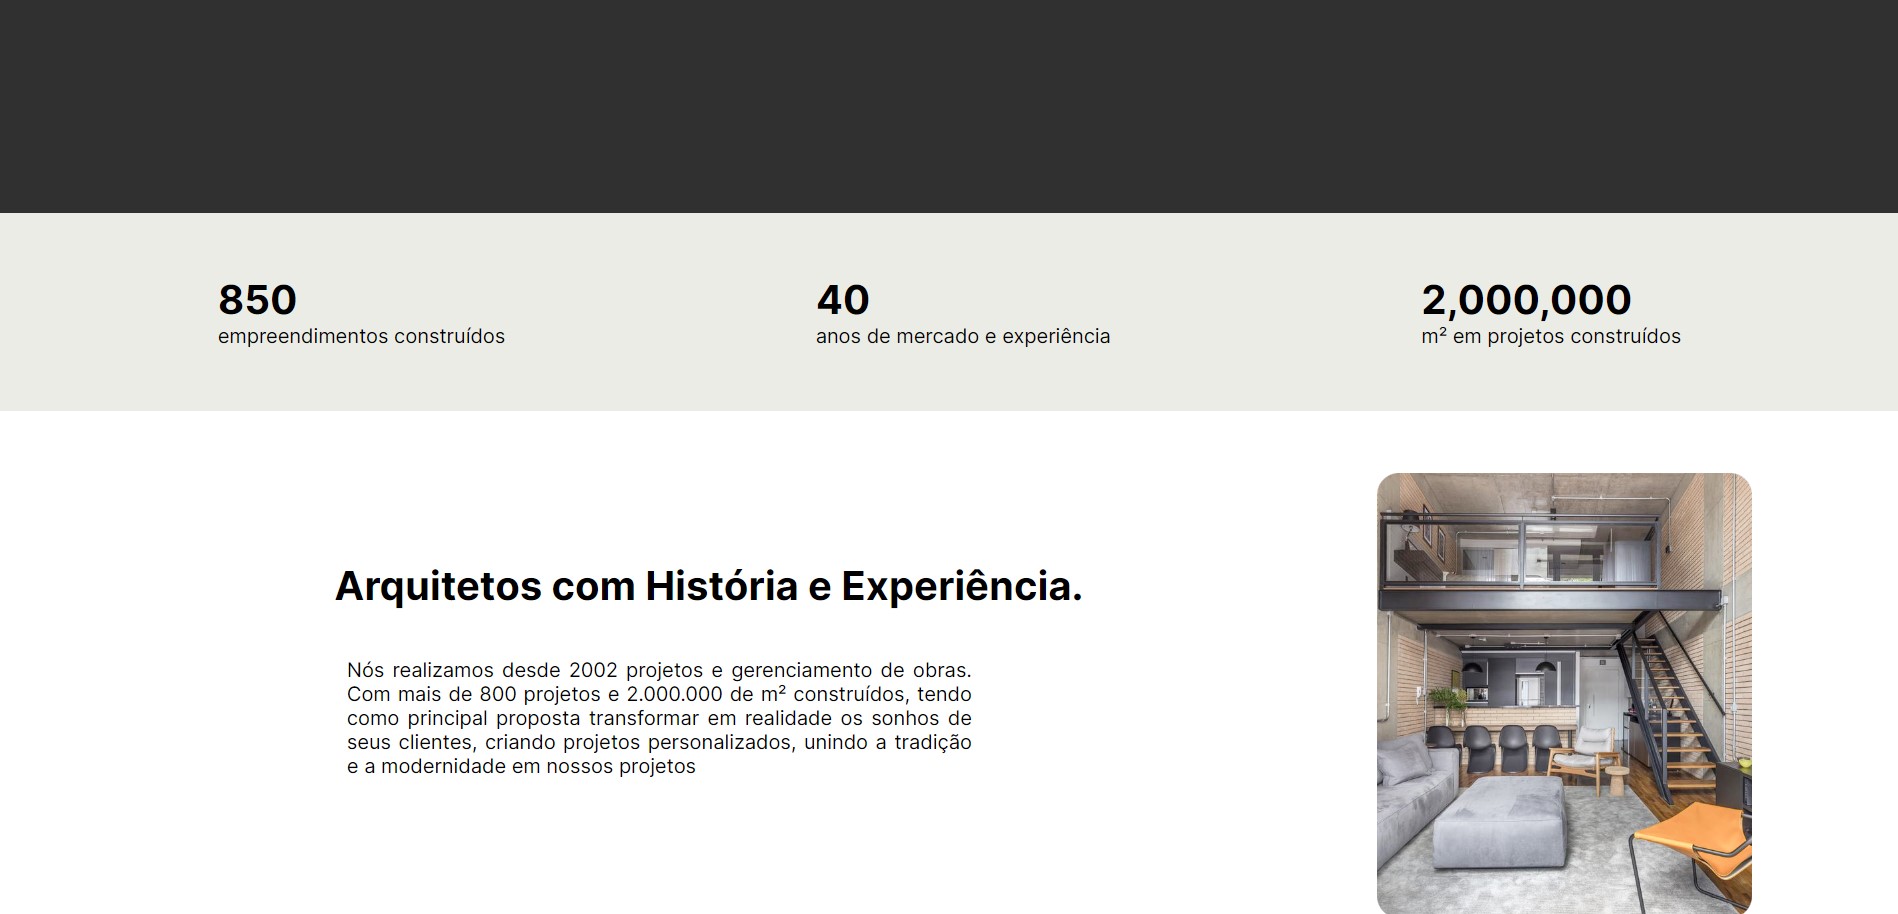 850
empreendimentos construídos
40
anos de mercado e experiência
2,000,000
m² em projetos construídos
Arquitetos com História e Experiência.
Nós realizamos desde 2002 projetos e gerenciamento de obras.
Com mais de 800 projetos e 2.000.000 de m² construídos, tendo
como principal proposta transformar em realidade os sonhos de
seus clientes, criando projetos personalizados, unindo a tradição
e a modernidade em nossos projetos